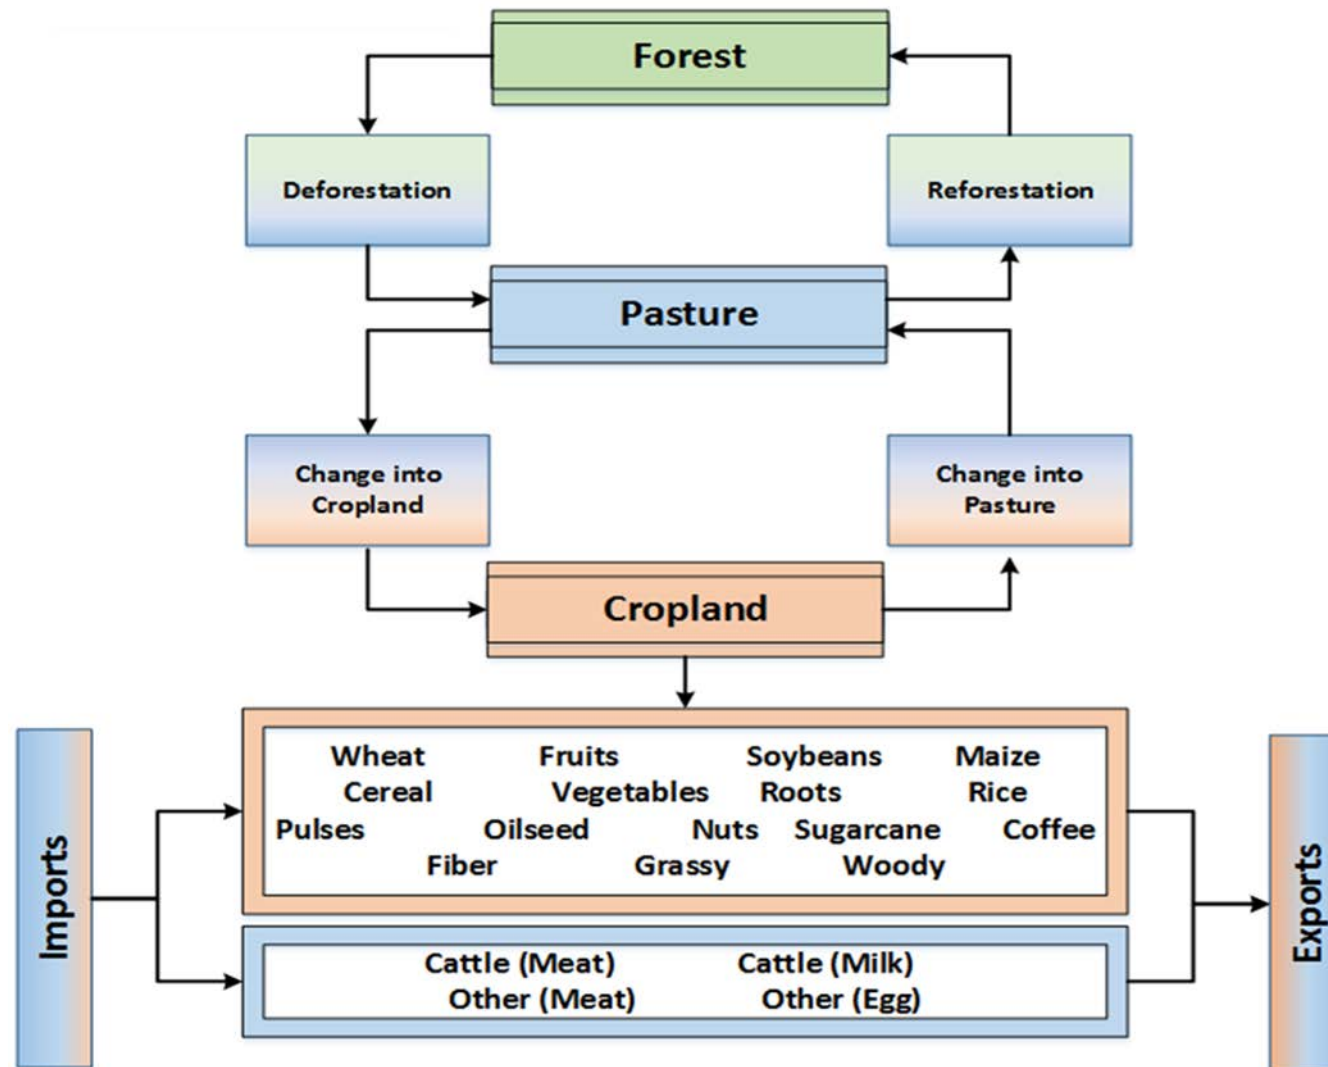 Forest
Deforestation
Reforestation
Pasture
Change into
Cropland
Change into
Pasture
Cropland
Imports
Wheat Fruits Soybeans Maize
Cereal Vegetables Roots Rice
Pulses Oilseed Nuts Sugarcane Coffee
Fiber Grassy Woody
Cattle (Meat) Cattle (Milk)
Other (Meat) Other (Egg)
Exports